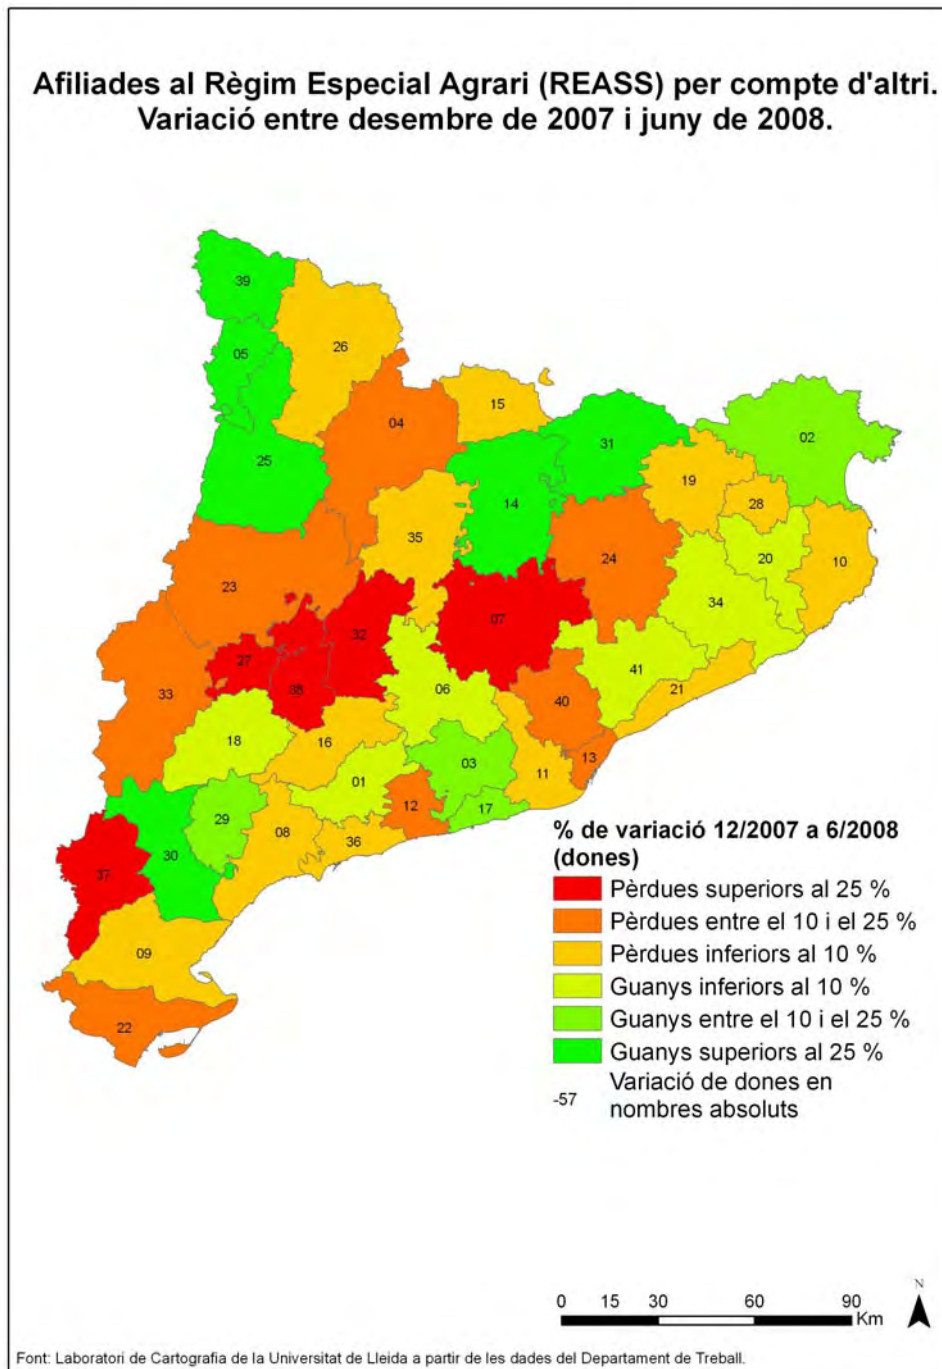 Afiliades al Règim Especial Agrari (REASS) per compte d'altri.
Variació entre desembre de 2007 i juny de 2008.
39
26
05
15
04
02
31
25
19
14
28
35
24
20
10
23
34
07
32
27
41
38
06
21
33
40
18
16
13
03
11
01
12
29
17
08
36
30
37
09
22
% de variació 12/2007 a 6/2008
(dones)
Pèrdues superiors al 25 %
Pèrdues entre el 10 i el 25 %
Pèrdues inferiors al 10 %
Guanys inferiors al 10 %
Guanys entre el 10 i el 25 %
Guanys superiors al 25 %
-57
Variació de dones en
nombres absoluts
N
0 15 30 60 90
Km
Font: Laboratori de Cartografia de la Universitat de Lleida a partir de les dades del Departament de Treball.